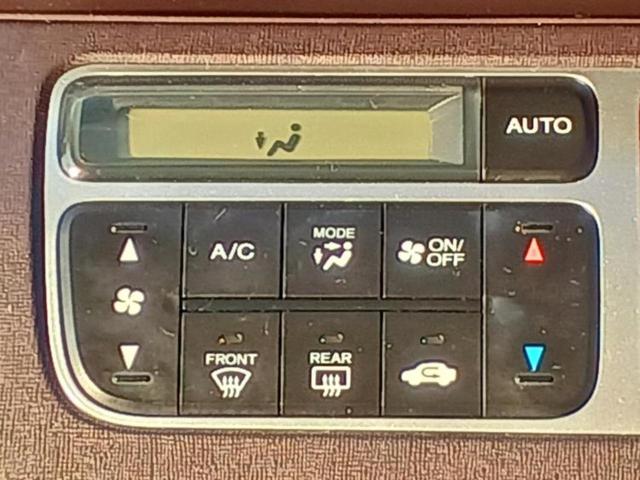 AUTO
A/C
MODE
ON/
OFF
FRONT
REAR